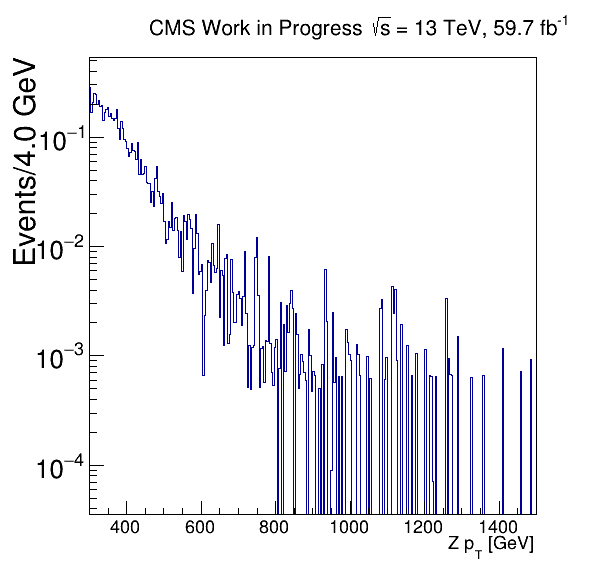 CMS Work in Progress √s = 13 TeV, 59.7 fb⁻¹
Events/4.0 GeV
10⁻¹
10⁻²
10⁻³
10⁻⁴
400 600 800 1000 1200 1400
Z p_T [GeV]